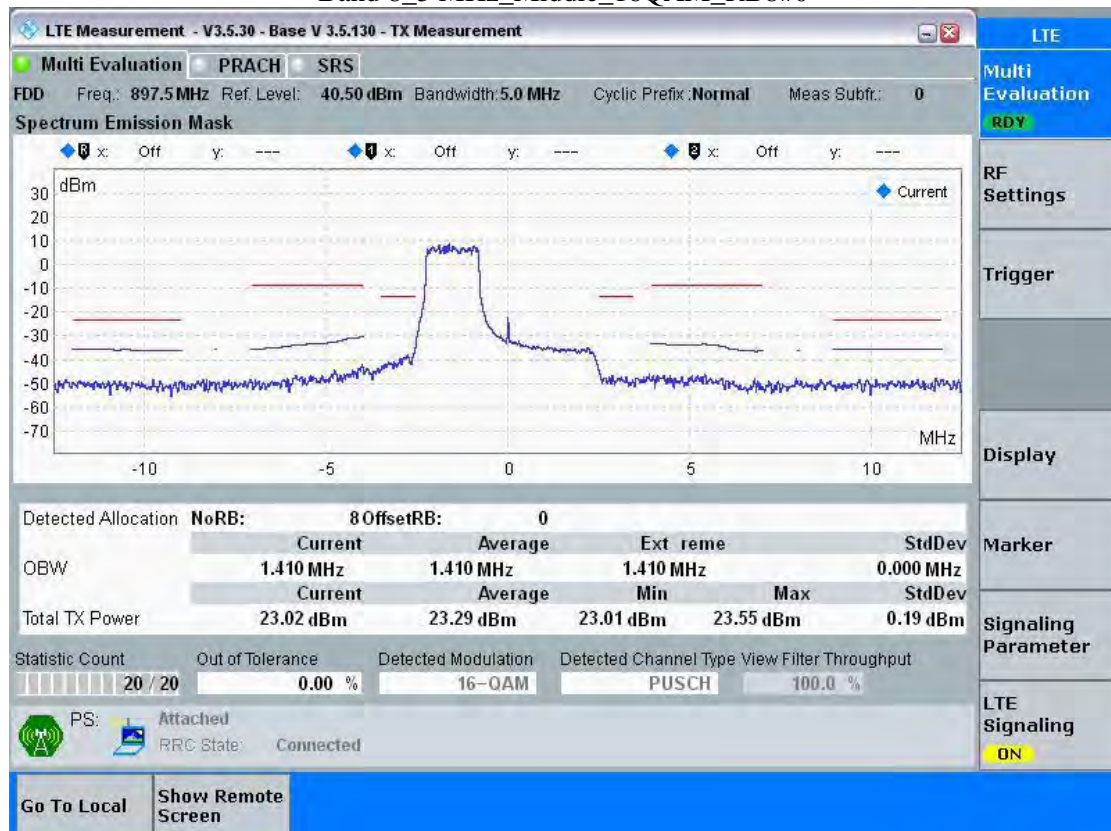 LTE Measurement - V3.5.30 - Base V 3.5.130 - TX Measurement
LTE
Multi Evaluation PRACH SRS
Multi
Evaluation
RDY
FDD Freq.: 897.5 MHz Ref. Level: 40.50 dBm Bandwidth: 5.0 MHz Cyclic Prefix :Normal Meas Subfr.: 0
Spectrum Emission Mask
R x: Off y: --- 1 x: Off y: --- 2 x: Off y: ---
dBm
Current
30
20
10
0
-10
-20
-30
-40
-50
-60
-70
MHz
-10 -5 0 5 10
RF
Settings
Trigger
Display
Marker
Signaling
Parameter
LTE
Signaling
ON
Detected Allocation NoRB: 8 OffsetRB: 0
Current Average Ext reme StdDev
OBW 1.410 MHz 1.410 MHz 1.410 MHz 0.000 MHz
Current Average Min Max StdDev
Total TX Power 23.02 dBm 23.29 dBm 23.01 dBm 23.55 dBm 0.19 dBm
Statistic Count Out of Tolerance Detected Modulation Detected Channel Type View Filter Throughput
20 / 20 0.00 % 16-QAM PUSCH 100.0 %
PS: Attached
RRC State: Connected
Go To Local
Show Remote
Screen